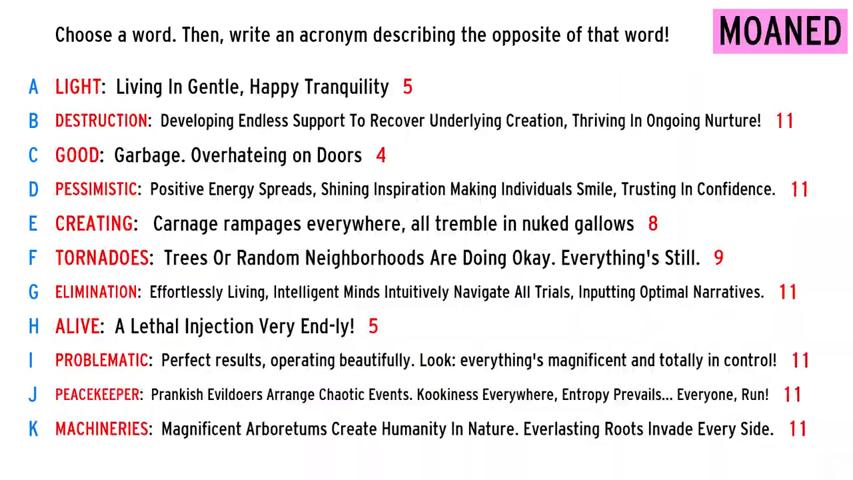 Choose a word. Then, write an acronym describing the opposite of that word! MOANED
A LIGHT: Living In Gentle, Happy Tranquility 5
B DESTRUCTION: Developing Endless Support To Recover Underlying Creation, Thriving In Ongoing Nurture! 11
C GOOD: Garbage. Overhateing on Doors 4
D PESSIMISTIC: Positive Energy Spreads, Shining Inspiration Making Individuals Smile, Trusting In Confidence. 11
E CREATING: Carnage rampages everywhere, all tremble in nuked gallows 8
F TORNADOES: Trees Or Random Neighborhoods Are Doing Okay. Everything's Still. 9
G ELIMINATION: Effortlessly Living, Intelligent Minds Intuitively Navigate All Trials, Inputting Optimal Narratives. 11
H ALIVE: A Lethal Injection Very End-ly! 5
I PROBLEMATIC: Perfect results, operating beautifully. Look: everything's magnificent and totally in control! 11
J PEACEKEEPER: Prankish Evildoers Arrange Chaotic Events. Kookiness Everywhere, Entropy Prevails... Everyone, Run! 11
K MACHINERIES: Magnificent Arboretums Create Humanity In Nature. Everlasting Roots Invade Every Side. 11